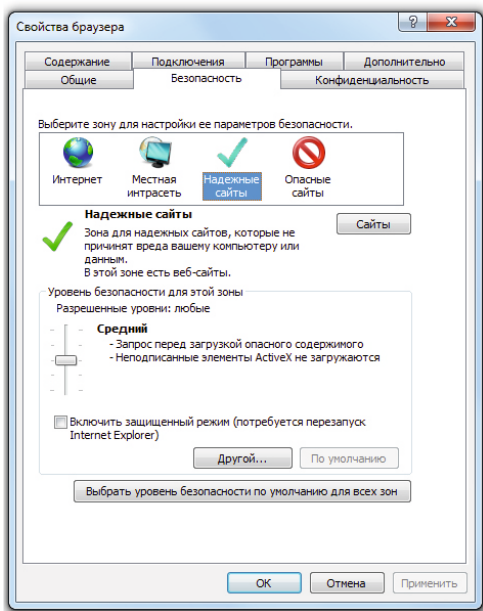 Свойства браузера
Содержание Подключения Программы Дополнительно
Общие Безопасность Конфиденциальность
Выберите зону для настройки ее параметров безопасности.
Интернет Местная интрасеть Надежные сайты Опасные сайты
Надежные сайты
Сайты
Зона для надежных сайтов, которые не
причинят вреда вашему компьютеру или
данным.
В этой зоне есть веб-сайты.
Уровень безопасности для этой зоны
Разрешенные уровни: любые
Средний
- Запрос перед загрузкой опасного содержимого
- Неподписанные элементы ActiveX не загружаются
Включить защищенный режим (потребуется перезапуск
Internet Explorer)
Другой... По умолчанию
Выбрать уровень безопасности по умолчанию для всех зон
ОК Отмена Применить